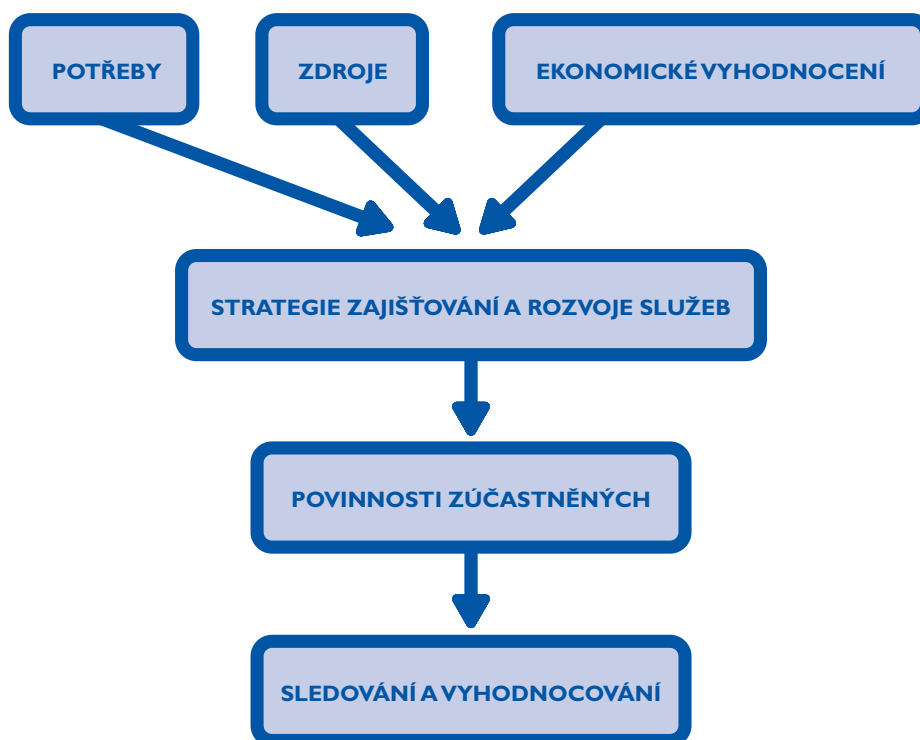 POTŘEBY
ZDROJE
EKONOMICKÉ VYHODNOCENÍ
STRATEGIE ZAJIŠŤOVÁNÍ A ROZVOJE SLUŽEB
POVINNOSTI ZÚČASTNĚNÝCH
SLEDOVÁNÍ A VYHODNOCOVÁNÍ